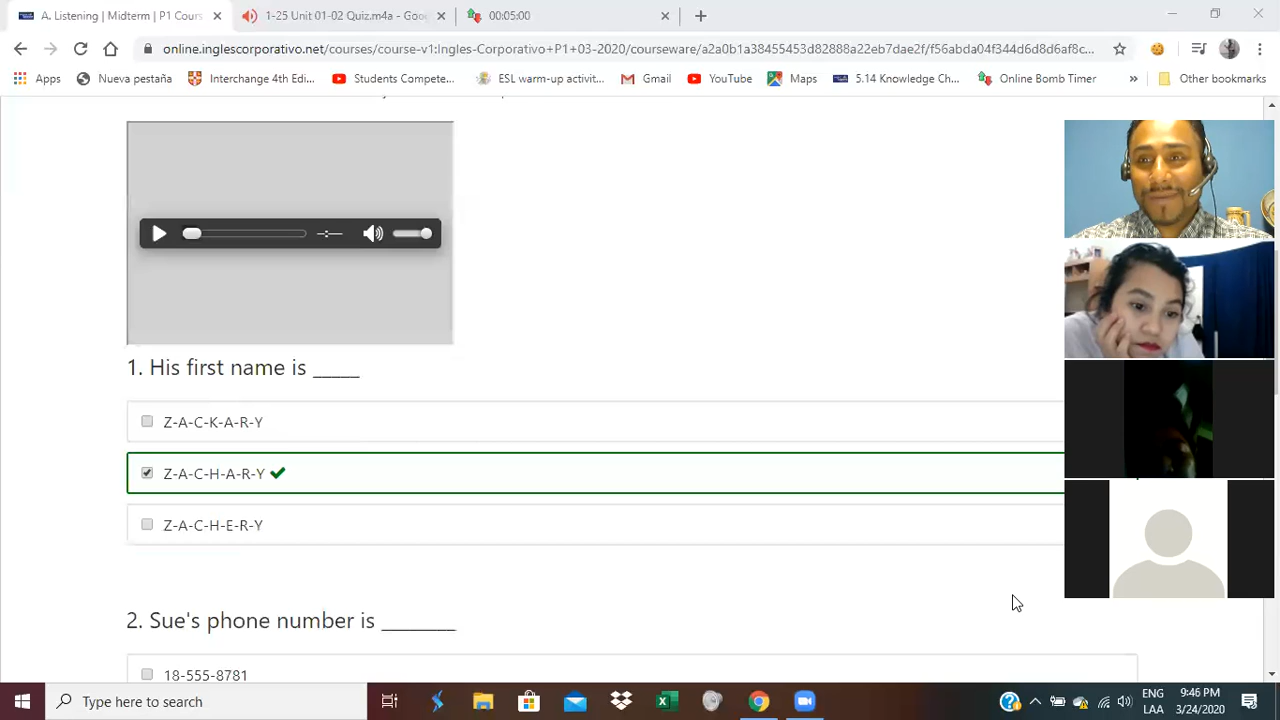 A. Listening | Midterm | P1 Cours
1-25 Unit 01-02 Quiz.m4a - Goo
00:05:00
online.inglescorporativo.net/courses/course-v1:Ingles-Corporativo+P1+03-2020/courseware/a2a0b1a38455453d82888a22eb7dae2f/f56abda04f344d6d8d6af8c...
Apps
Nueva pestaña
Interchange 4th Edi...
Students Compete...
ESL warm-up activit...
Gmail
YouTube
Maps
5.14 Knowledge Ch...
Online Bomb Timer
»
Other bookmarks
1. His first name is _____
Z-A-C-K-A-R-Y
Z-A-C-H-A-R-Y
Z-A-C-H-E-R-Y
2. Sue's phone number is ________
18-555-8781
Type here to search
ENG
LAA
9:46 PM
3/24/2020